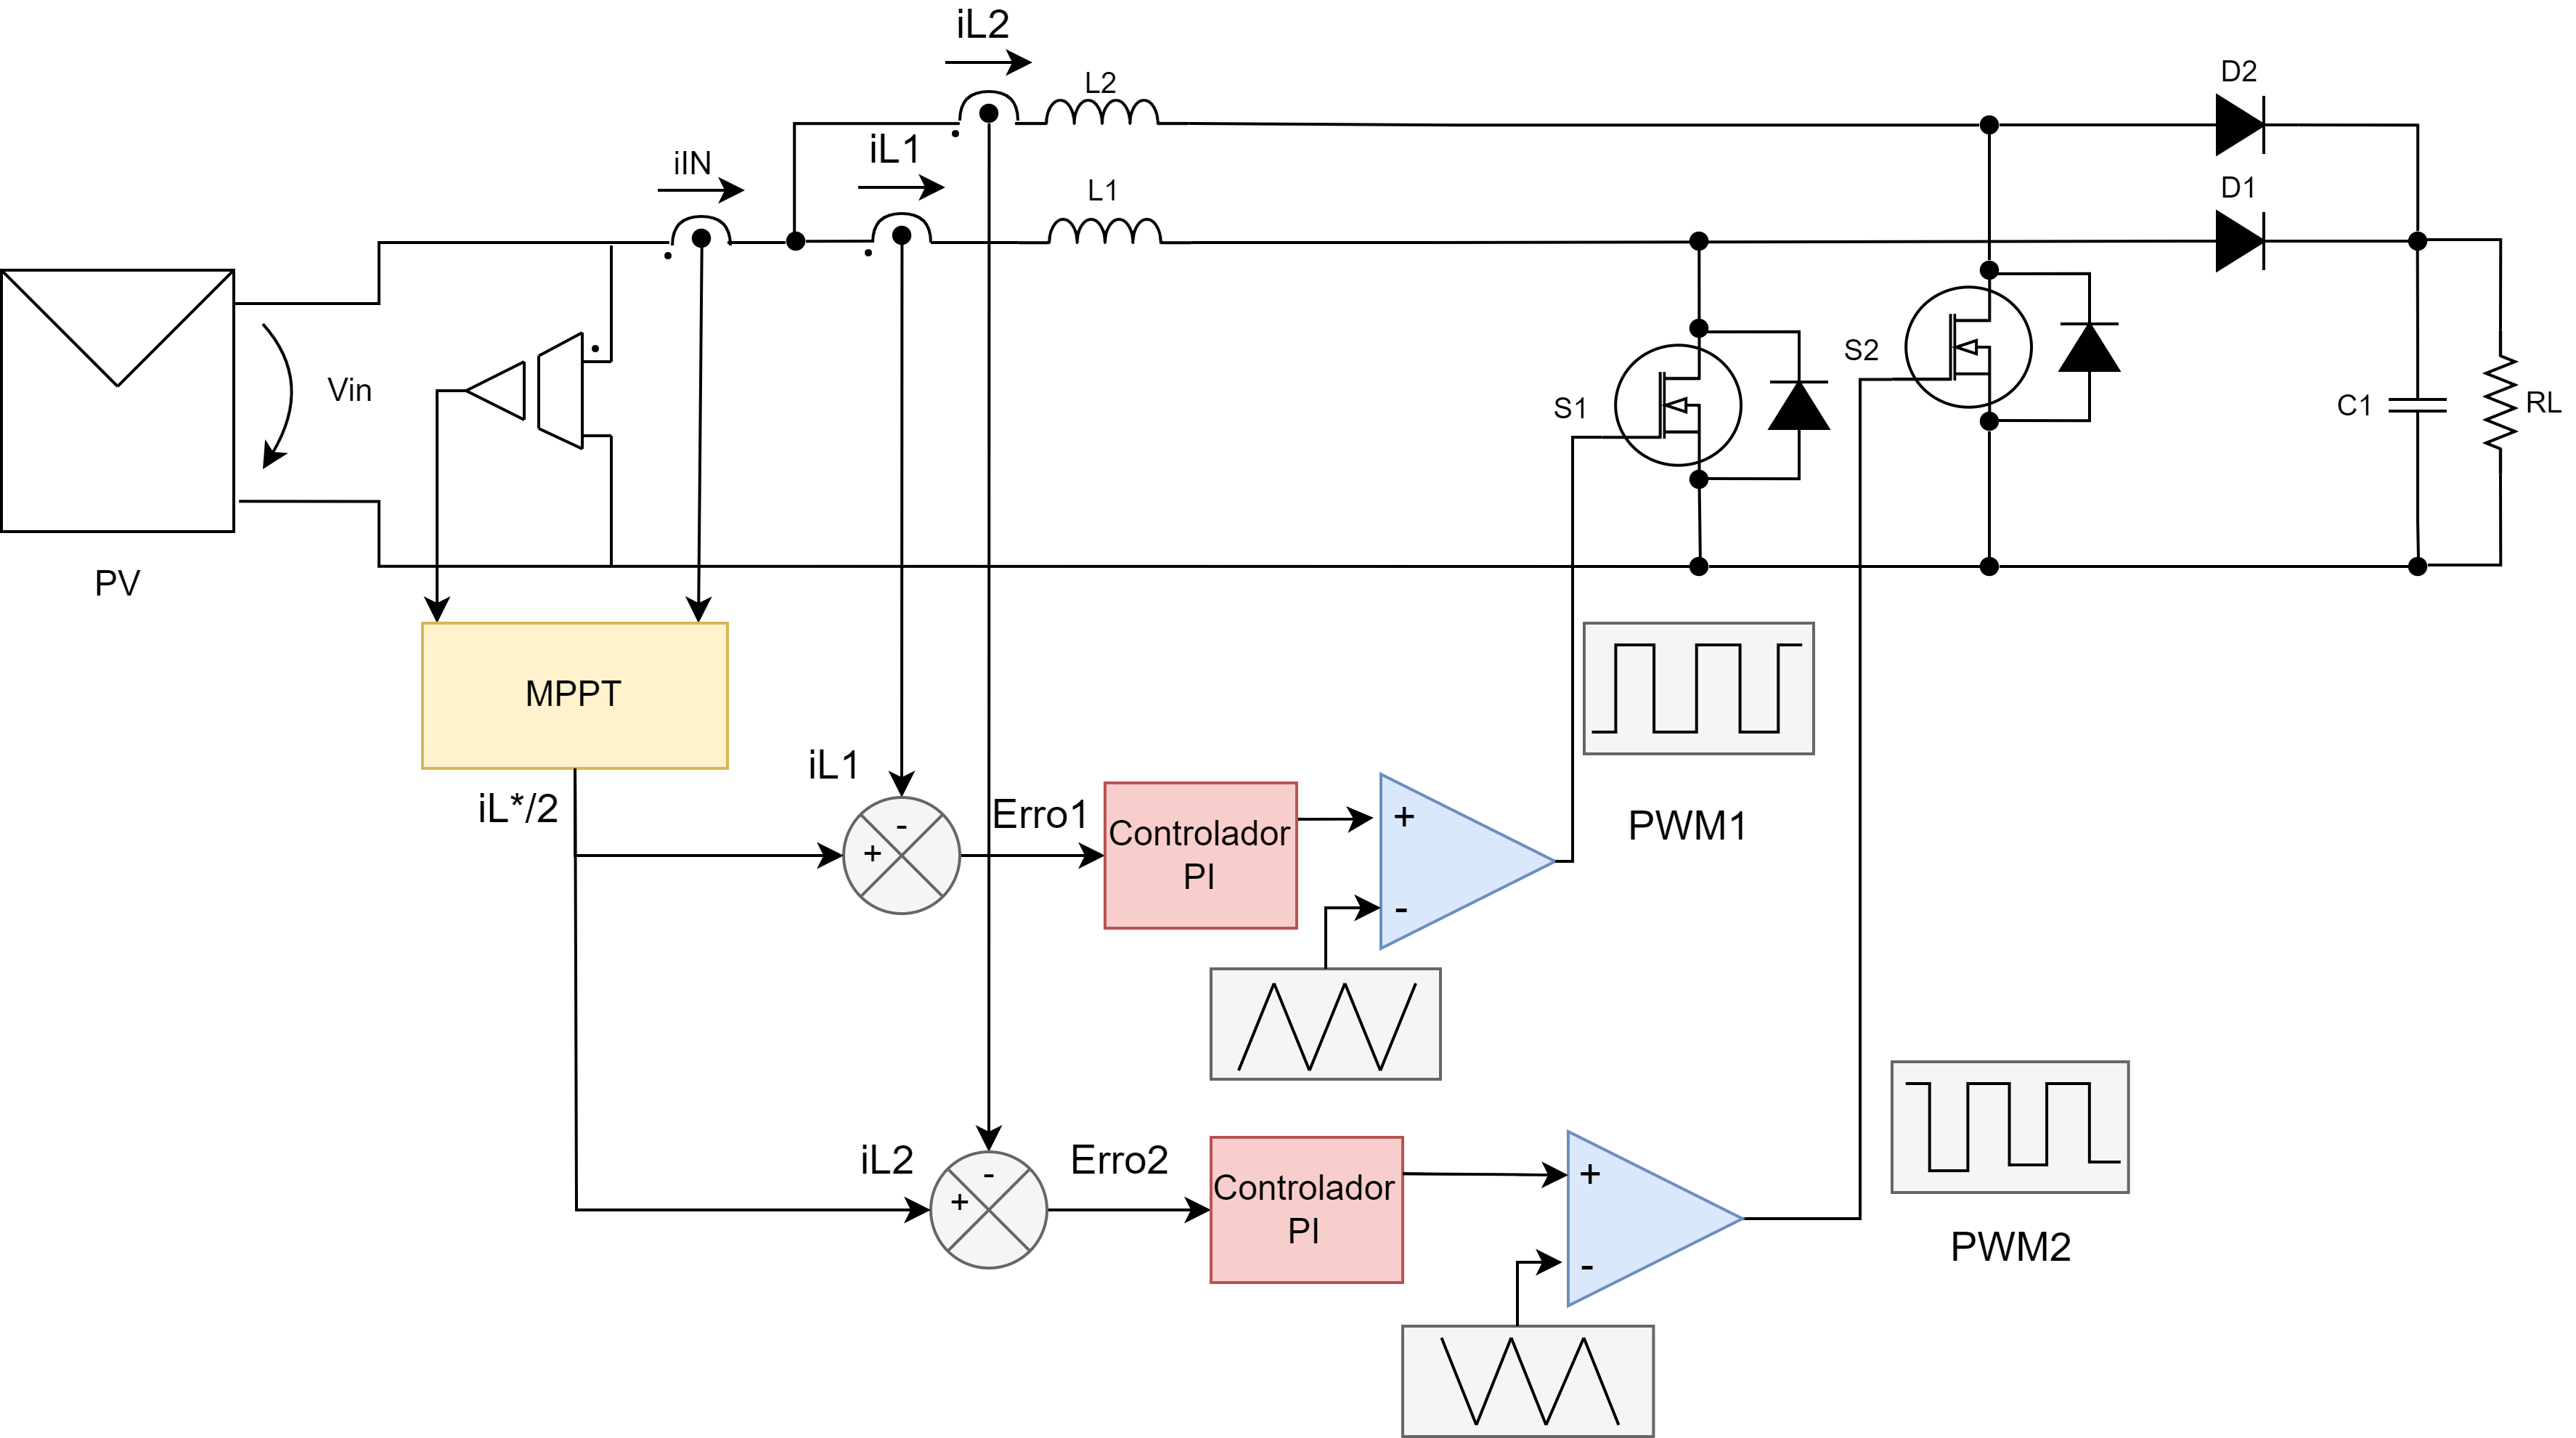 iL2
L2
D2
iL1
iIN
L1
D1
Vin
S2
S1
C1
RL
PV
MPPT
iL1
iL*/2
-
+
Erro1
Controlador
PI
+
-
PWM1
iL2
-
+
Erro2
Controlador
PI
+
-
PWM2